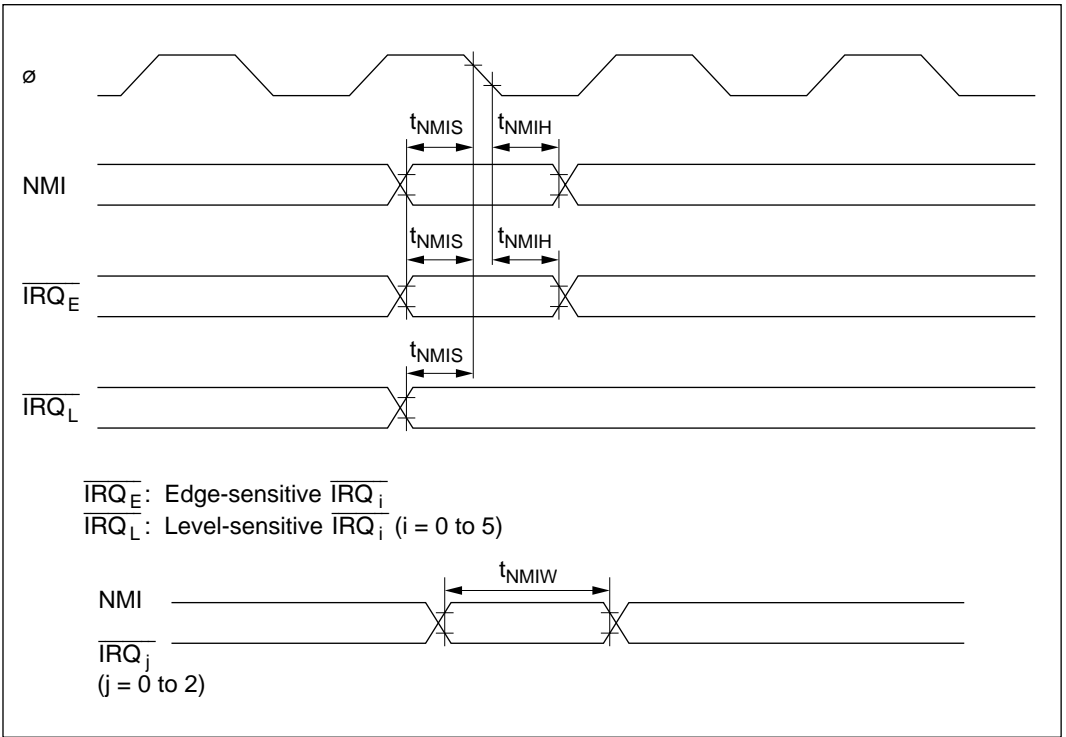 ø
tNMIS tNMIH
NMI
tNMIS tNMIH
IRQE
tNMIS
IRQL
IRQE: Edge-sensitive IRQi
IRQL: Level-sensitive IRQi (i = 0 to 5)
tNMIW
NMI
IRQj
(j = 0 to 2)